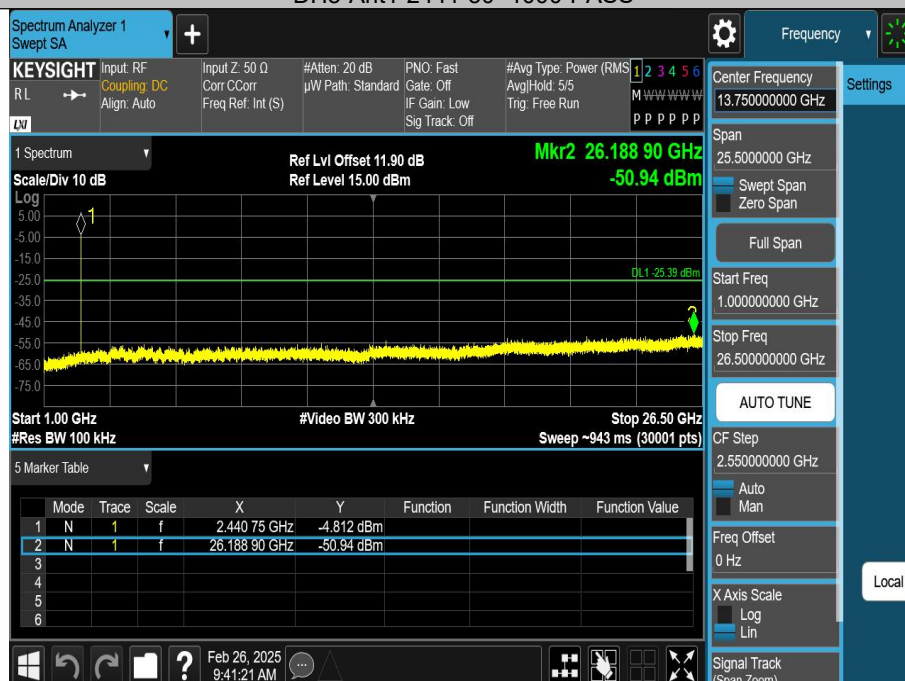 Spectrum Analyzer 1
Swept SA
+
Frequency
KEYSIGHT
RL
LXI
Input: RF
Coupling: DC
Align: Auto
Input Z: 50 Ω
Corr CCorr
Freq Ref: Int (S)
#Atten: 20 dB
µW Path: Standard
PNO: Fast
Gate: Off
IF Gain: Low
Sig Track: Off
#Avg Type: Power (RMS
Avg|Hold: 5/5
Trig: Free Run
1 2 3 4 5 6
M W W W W W
P P P P P P
1 Spectrum
Scale/Div 10 dB
Ref Lvl Offset 11.90 dB
Ref Level 15.00 dBm
Mkr2 26.188 90 GHz
-50.94 dBm
Log
5.00
-5.00
-15.0
-25.0
-35.0
-45.0
-55.0
-65.0
-75.0
1
DL1 -25.39 dBm
Start 1.00 GHz
#Video BW 300 kHz
Stop 26.50 GHz
#Res BW 100 kHz
Sweep ~943 ms (30001 pts)
5 Marker Table
Mode Trace Scale X Y Function Function Width Function Value
1 N 1 f 2.440 75 GHz -4.812 dBm
2 N 1 f 26.188 90 GHz -50.94 dBm
3
4
5
6
Feb 26, 2025
9:41:21 AM
?
Center Frequency
13.750000000 GHz
Span
25.5000000 GHz
Swept Span
Zero Span
Full Span
Start Freq
1.000000000 GHz
Stop Freq
26.500000000 GHz
AUTO TUNE
CF Step
2.550000000 GHz
Auto
Man
Freq Offset
0 Hz
X Axis Scale
Log
Lin
Signal Track
(Span Zoom)
Settings
Local